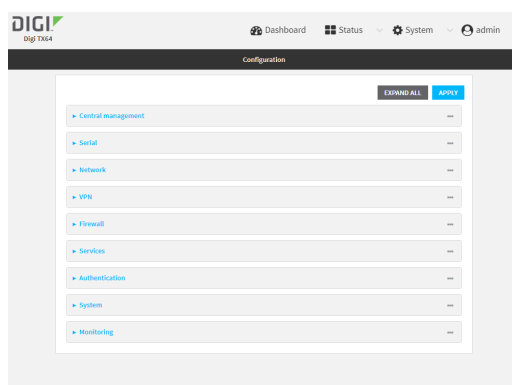 DIGI.
Digi TX64
Dashboard Status System admin
Configuration
EXPAND ALL APPLY
Central management
Serial
Network
VPN
Firewall
Services
Authentication
System
Monitoring